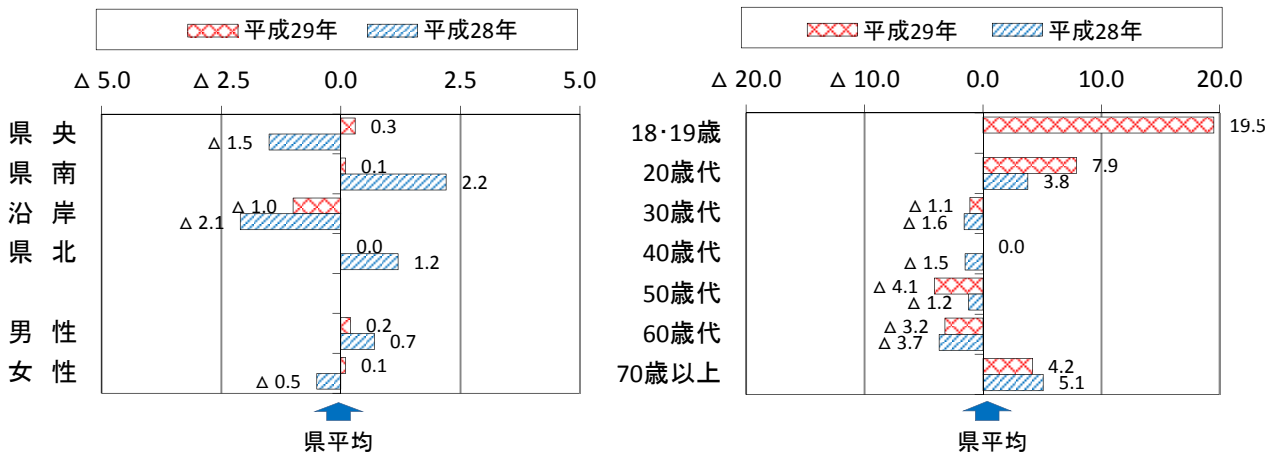 平成29年 平成28年
△ 5.0 △ 2.5 0.0 2.5 5.0
県 央 0.3
△ 1.5
県 南 0.1
2.2
沿 岸 △ 1.0
△ 2.1
県 北 0.0
1.2
男 性 0.2
0.7
女 性 0.1
△ 0.5
県平均
平成29年 平成28年
△ 20.0 △ 10.0 0.0 10.0 20.0
18・19歳 19.5
20歳代 7.9
3.8
30歳代 △ 1.1
△ 1.6
40歳代 0.0
△ 1.5
50歳代 △ 4.1
△ 1.2
60歳代 △ 3.2
△ 3.7
70歳以上 4.2
5.1
県平均